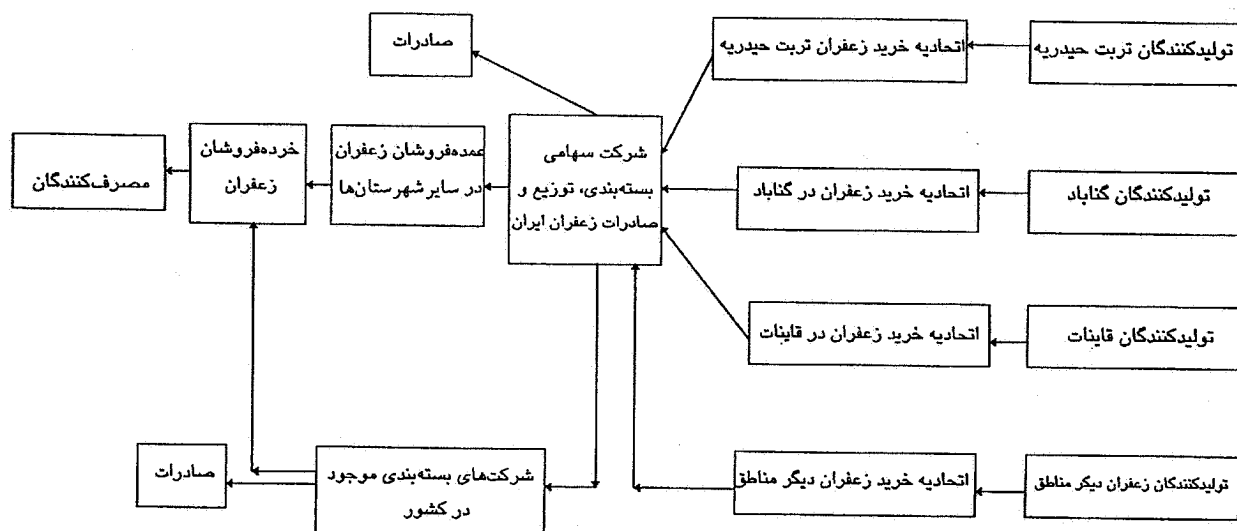 تولیدکنندگان تربت حیدریه
اتحادیه خرید زعفران تربت حیدریه
صادرات
تولیدکنندگان گناباد
اتحادیه خرید زعفران در گناباد
شرکت سهامی
بسته‌بندی، توزیع و
صادرات زعفران ایران
عمده‌فروشان زعفران
در سایر شهرستان‌ها
خرده‌فروشان
زعفران
مصرف‌کنندگان
تولیدکنندگان قاینات
اتحادیه خرید زعفران در قاینات
تولیدکنندگان زعفران دیگر مناطق
اتحادیه خرید زعفران دیگر مناطق
شرکت‌های بسته‌بندی موجود
در کشور
صادرات